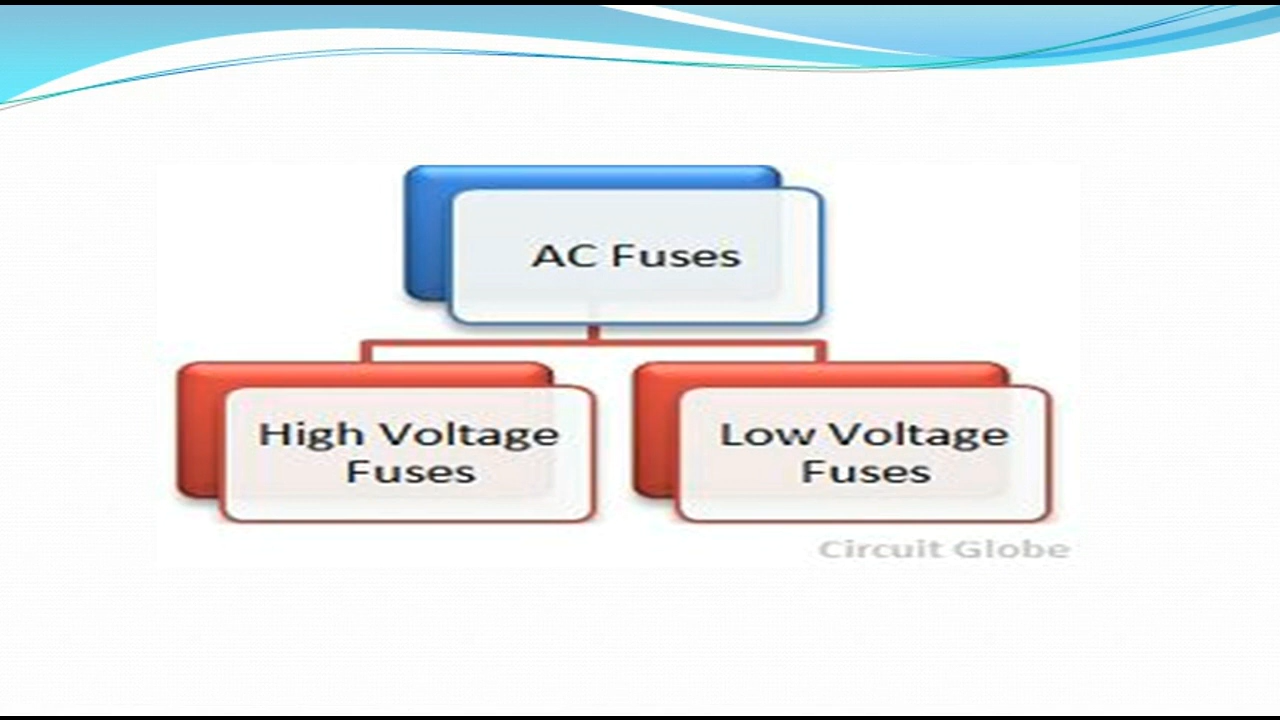 AC Fuses
High Voltage
Fuses
Low Voltage
Fuses
Circuit Globe